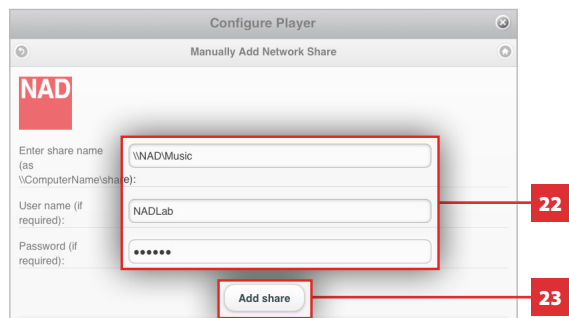 Configure Player
Manually Add Network Share
NAD
Enter share name
(as
\\ComputerName\share):
\\NAD\Music
User name (if
required):
NADLab
Password (if
required):
••••••
22
Add share
23